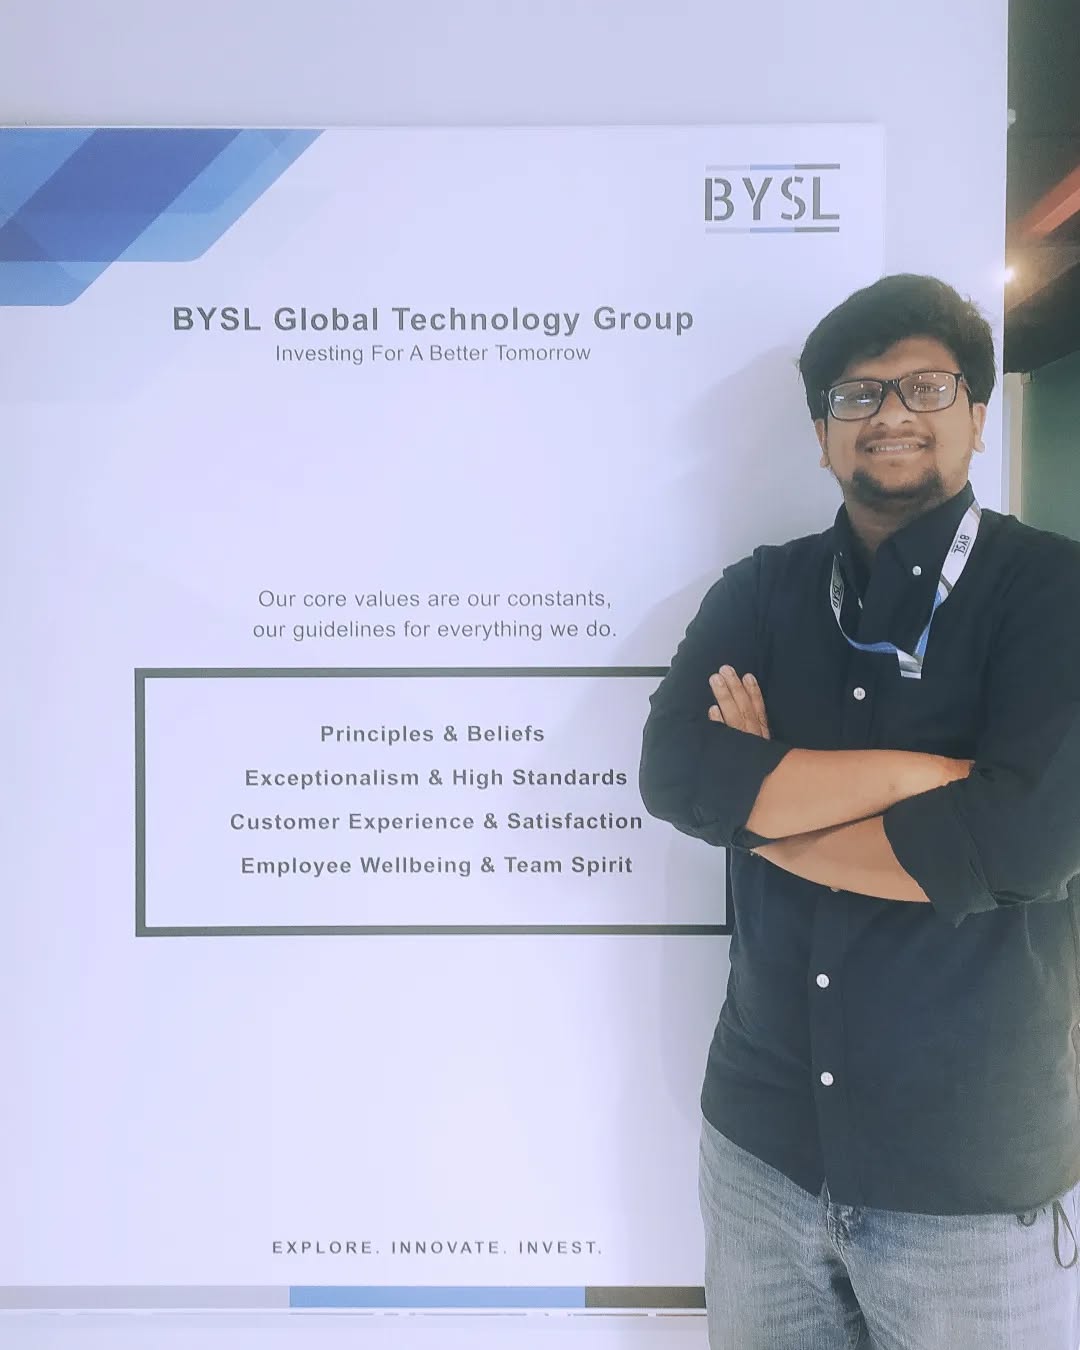 BYSL
BYSL Global Technology Group
Investing For A Better Tomorrow
Our core values are our constants,
our guidelines for everything we do.
Principles & Beliefs
Exceptionalism & High Standards
Customer Experience & Satisfaction
Employee Wellbeing & Team Spirit
EXPLORE. INNOVATE. INVEST.
BYSL